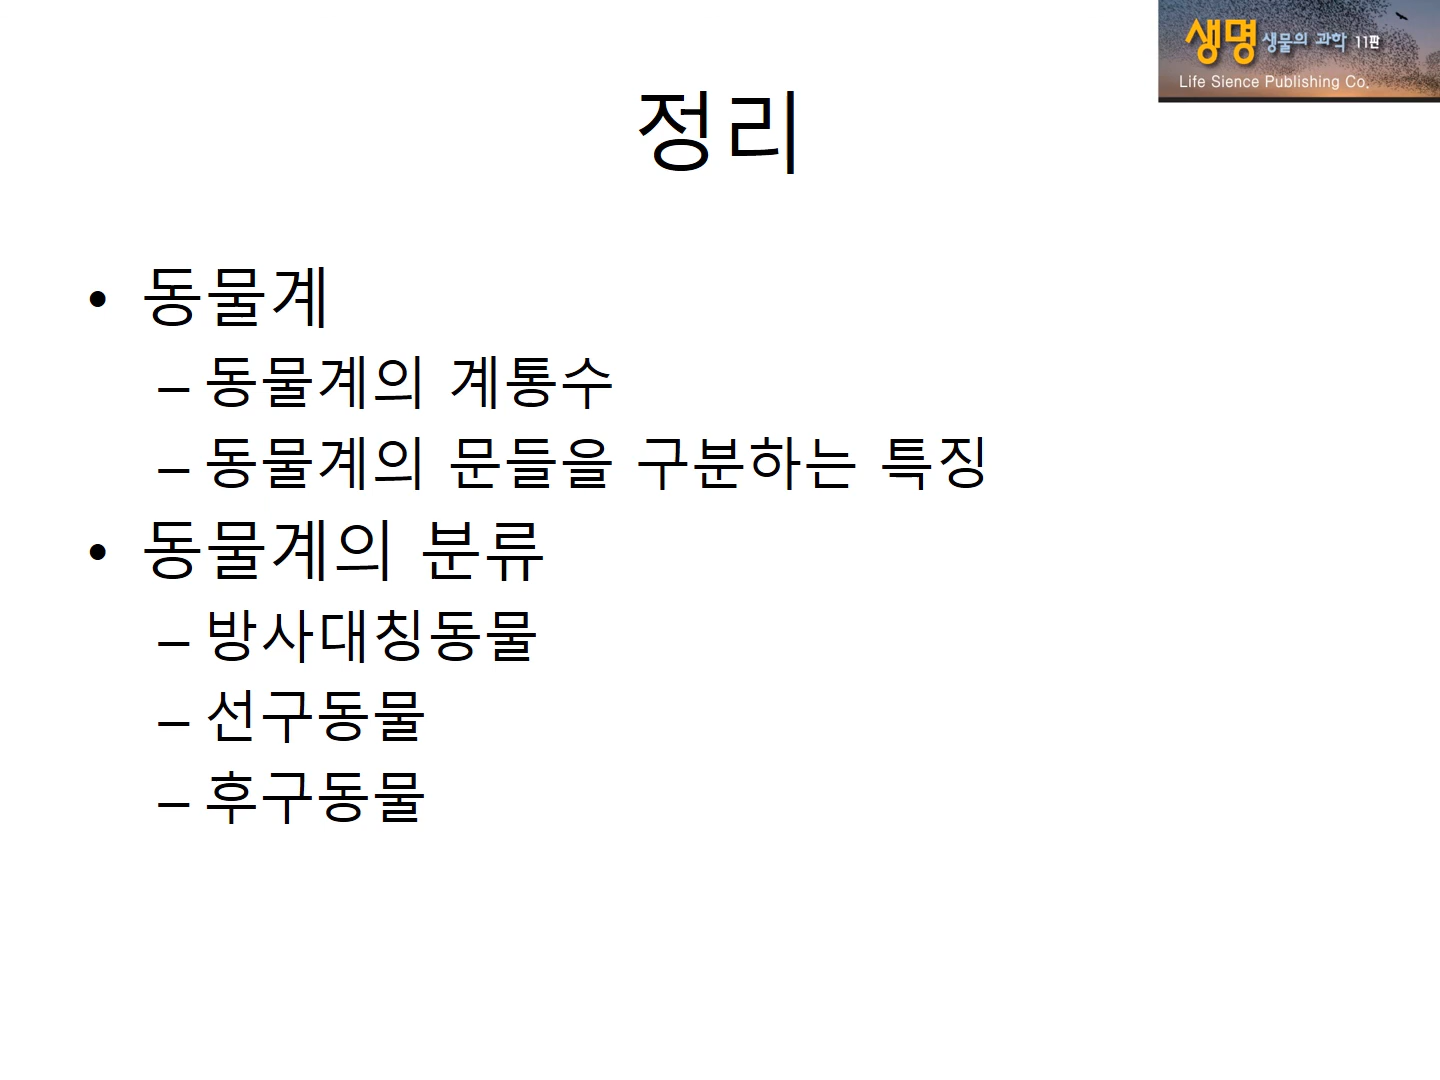 생명 생물의 과학 11판
Life Sience Publishing Co.
정리
• 동물계
– 동물계의 계통수
– 동물계의 문들을 구분하는 특징
• 동물계의 분류
– 방사대칭동물
– 선구동물
– 후구동물